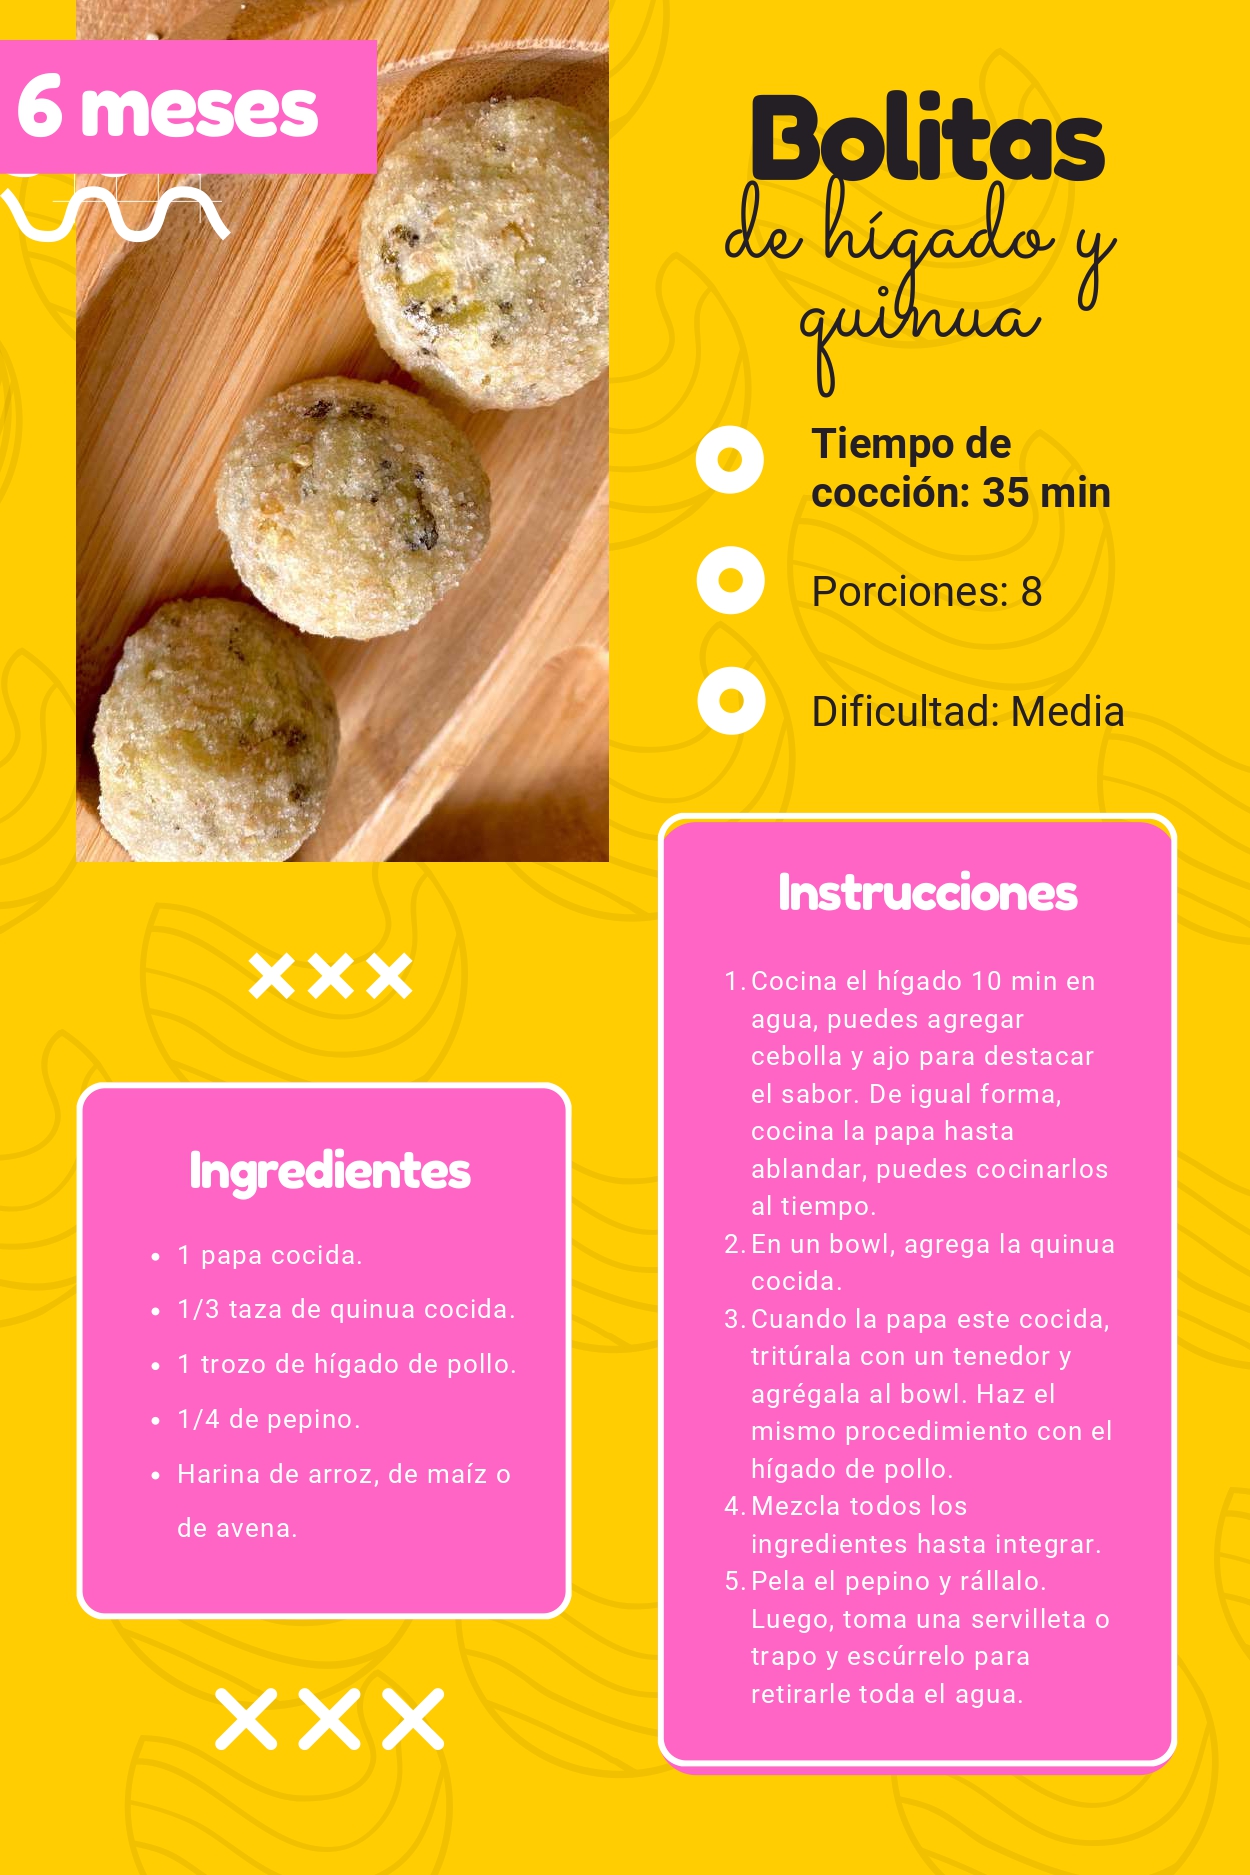 6 meses
Bolitas
de hígado y
quinua
Tiempo de
cocción: 35 min
Porciones: 8
Dificultad: Media
Ingredientes
1 papa cocida.
1/3 taza de quinua cocida.
1 trozo de hígado de pollo.
1/4 de pepino.
Harina de arroz, de maíz o
de avena.
Instrucciones
1. Cocina el hígado 10 min en
agua, puedes agregar
cebolla y ajo para destacar
el sabor. De igual forma,
cocina la papa hasta
ablandar, puedes cocinarlos
al tiempo.
2. En un bowl, agrega la quinua
cocida.
3. Cuando la papa este cocida,
tritúrala con un tenedor y
agrégala al bowl. Haz el
mismo procedimiento con el
hígado de pollo.
4. Mezcla todos los
ingredientes hasta integrar.
5. Pela el pepino y rállalo.
Luego, toma una servilleta o
trapo y escúrrelo para
retirarle toda el agua.